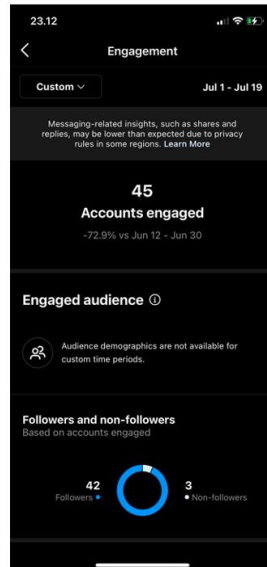 23.12
Engagement
Custom
Jul 1 - Jul 19
Messaging-related insights, such as shares and
replies, may be lower than expected due to privacy
rules in some regions. Learn More
45
Accounts engaged
-72.9% vs Jun 12 - Jun 30
Engaged audience
Audience demographics are not available for
custom time periods.
Followers and non-followers
Based on accounts engaged
42
Followers
3
Non-followers